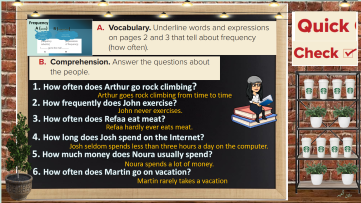 Quick
Check ✓
A. Vocabulary. Underline words and expressions
on pages 2 and 3 that tell about frequency
(how often).
B. Comprehension. Answer the questions about
the people.
1. How often does Arthur go rock climbing?
Arthur goes rock climbing from time to time
2. How frequently does John exercise?
John never exercises.
3. How often does Refaa eat meat?
Refaa hardly ever eats meat.
4. How long does Josh spend on the Internet?
Josh seldom spends less than three hours a day on the computer.
5. How much money does Noura usually spend?
Noura spends a lot of money.
6. How often does Martin go on vacation?
Martin rarely takes a vacation